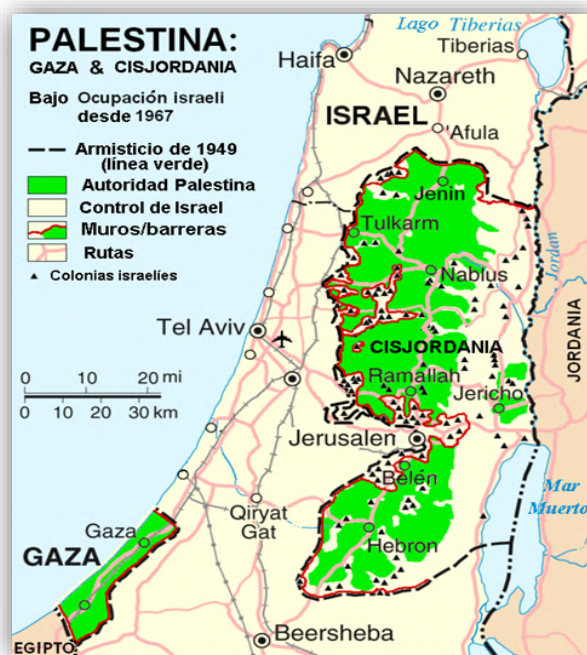 PALESTINA:
GAZA & CISJORDANIA
Bajo Ocupación israeli
desde 1967
Armisticio de 1949
(línea verde)
Autoridad Palestina
Control de Israel
Muros/barreras
Rutas
Colonias israelíes
Lago Tiberias
Tiberias
Haifa
Nazareth
ISRAEL
'Afula
Jenin
Tulkarm
Nablus
Jordan
Tel Aviv
CISJORDANIA
JORDANIA
0 10 20 mi
0 10 20 30 km
Ramallah
Jericho
Jerusalen
Belén
Mar
Muerto
Qiryat
Gat
Gaza
GAZA
Hebron
Beersheba
EGIPTO